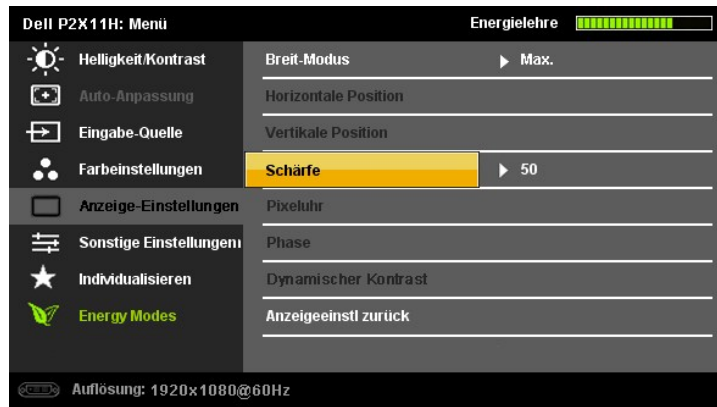 Dell P2X11H: Menü Energielehre
Helligkeit/Kontrast
Auto-Anpassung
Eingabe-Quelle
Farbeinstellungen
Anzeige-Einstellungen
Sonstige Einstellungen
Individualisieren
Energy Modes
Breit-Modus Max.
Horizontale Position
Vertikale Position
Schärfe 50
Pixeluhr
Phase
Dynamischer Kontrast
Anzeigeeinstl zurück
Auflösung: 1920x1080@60Hz